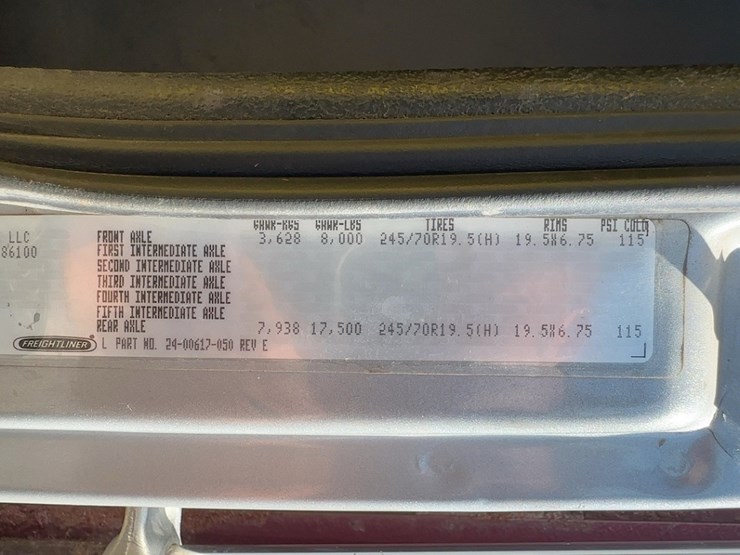 GAWR-KGS GAWR-LBS TIRES RIMS PSI COLD
LLC FRONT AXLE 3,628 8,000 245/70R19.5(H) 19.5X6.75 115
86100 FIRST INTERMEDIATE AXLE
SECOND INTERMEDIATE AXLE
THIRD INTERMEDIATE AXLE
FOURTH INTERMEDIATE AXLE
FIFTH INTERMEDIATE AXLE
REAR AXLE 7,938 17,500 245/70R19.5(H) 19.5X6.75 115
FREIGHTLINER L PART NO. 24-00617-050 REV E